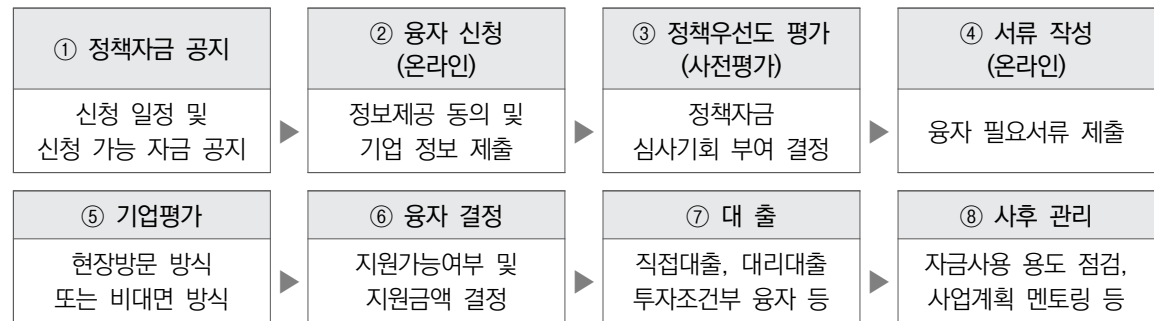 ① 정책자금 공지
신청 일정 및
신청 가능 자금 공지
② 융자 신청
(온라인)
정보제공 동의 및
기업 정보 제출
③ 정책우선도 평가
(사전평가)
정책자금
심사기회 부여 결정
④ 서류 작성
(온라인)
융자 필요서류 제출
⑤ 기업평가
현장방문 방식
또는 비대면 방식
⑥ 융자 결정
지원가능여부 및
지원금액 결정
⑦ 대 출
직접대출, 대리대출
투자조건부 융자 등
⑧ 사후 관리
자금사용 용도 점검,
사업계획 멘토링 등